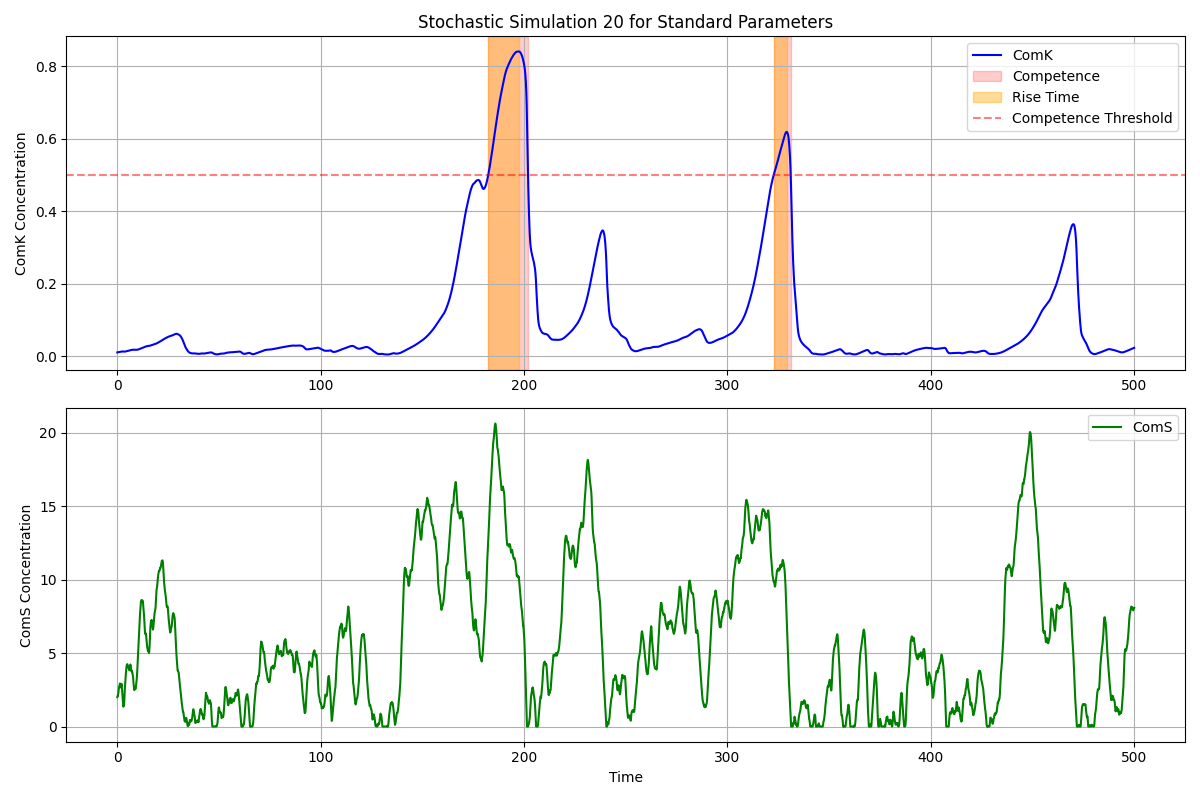 Stochastic Simulation 20 for Standard Parameters
ComK Concentration
0.8
0.6
0.4
0.2
0.0
ComK
Competence
Rise Time
Competence Threshold
0 100 200 300 400 500
ComS Concentration
20
15
10
5
0
ComS
0 100 200 300 400 500
Time